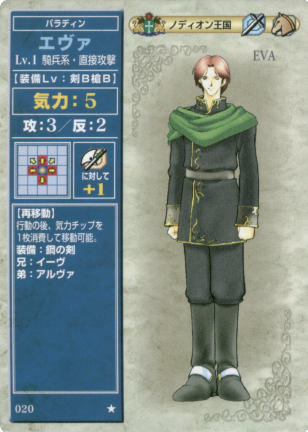 パラディン
エヴァ
Lv.1 騎兵系・直接攻撃
【装備Lv：剣B槍B】
気力：5
攻：3／反：2
に対して
+1
【再移動】
行動の後、気力チップを
1枚消費して移動可能。
装備：鋼の剣
兄：イーヴ
弟：アルヴァ
020
★
ノディオン王国
EVA